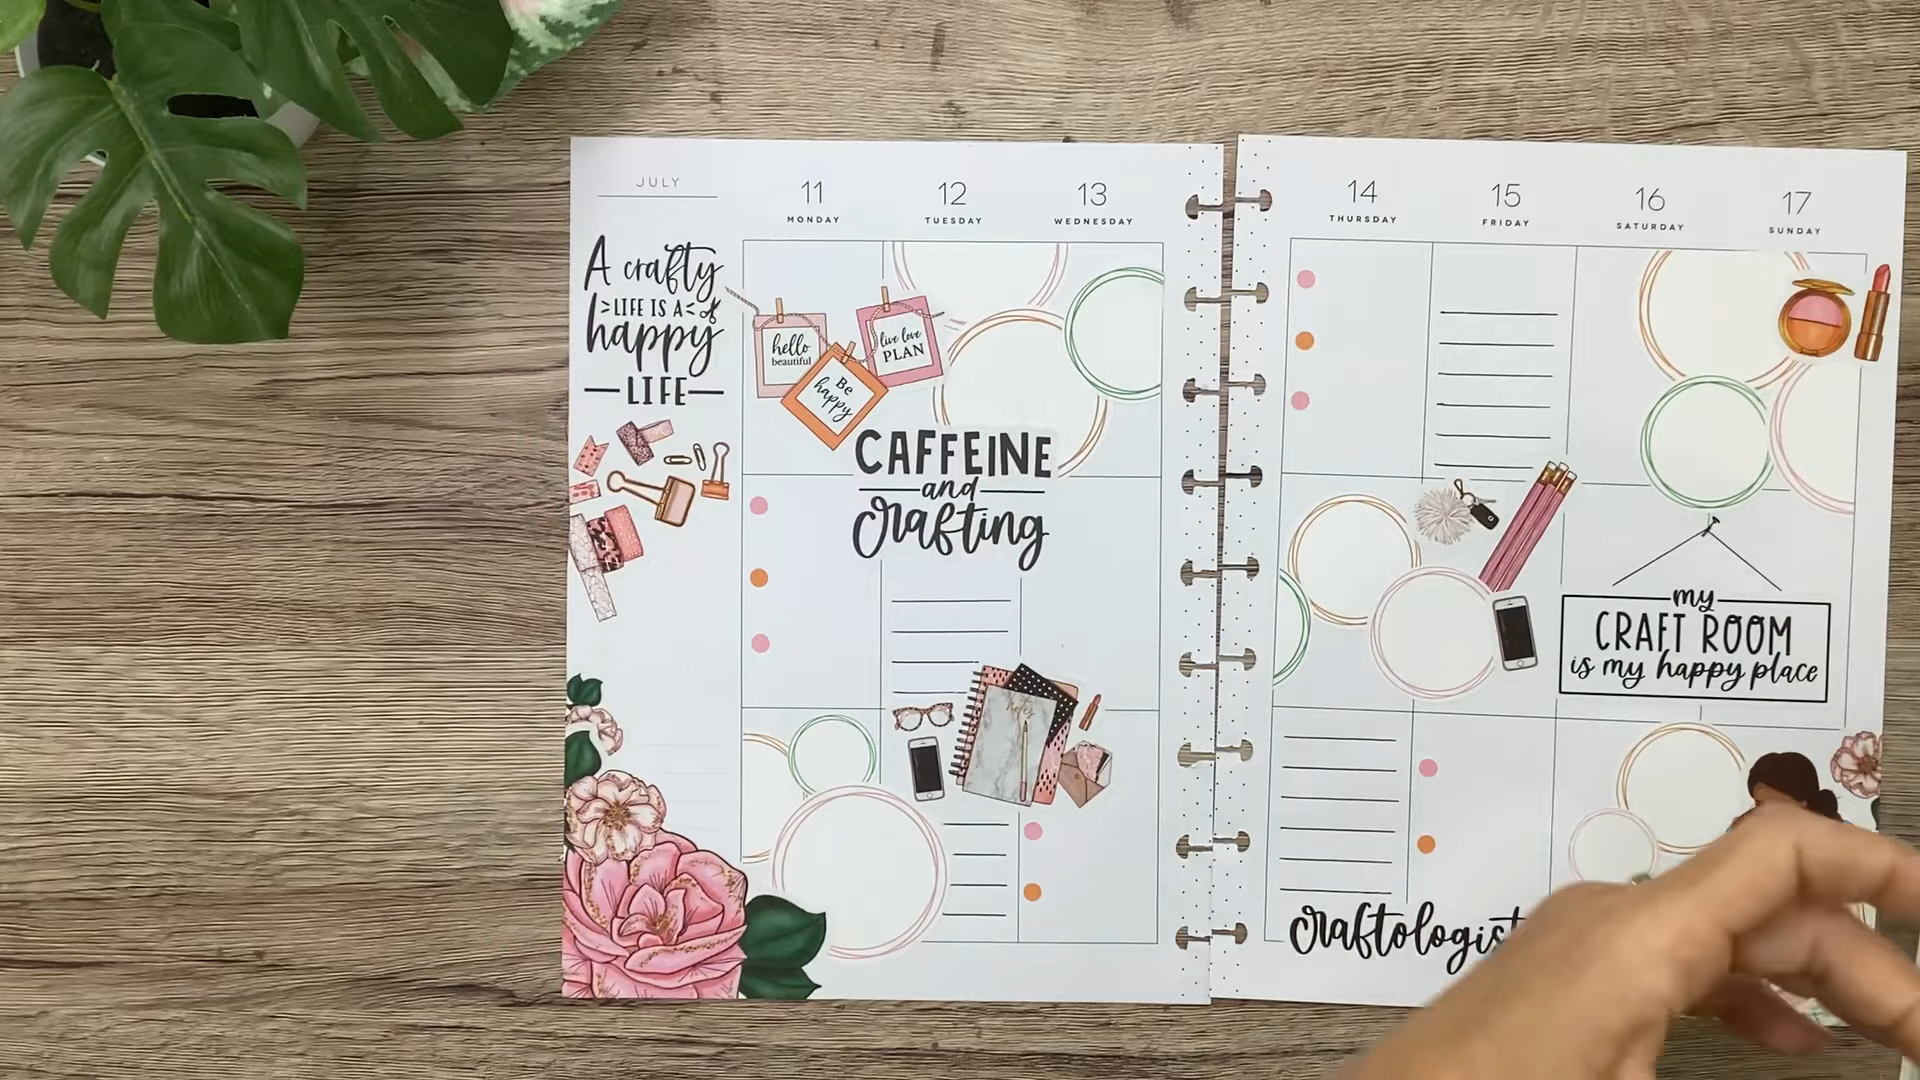 JULY
11
MONDAY
12
TUESDAY
13
WEDNESDAY
14
THURSDAY
15
FRIDAY
16
SATURDAY
17
SUNDAY
A crafty
LIFE IS A
happy
LIFE
hello
beautiful
Be
happy
live love
PLAN
CAFFEINE
and
crafting
my
CRAFT ROOM
is my happy place
craftologist